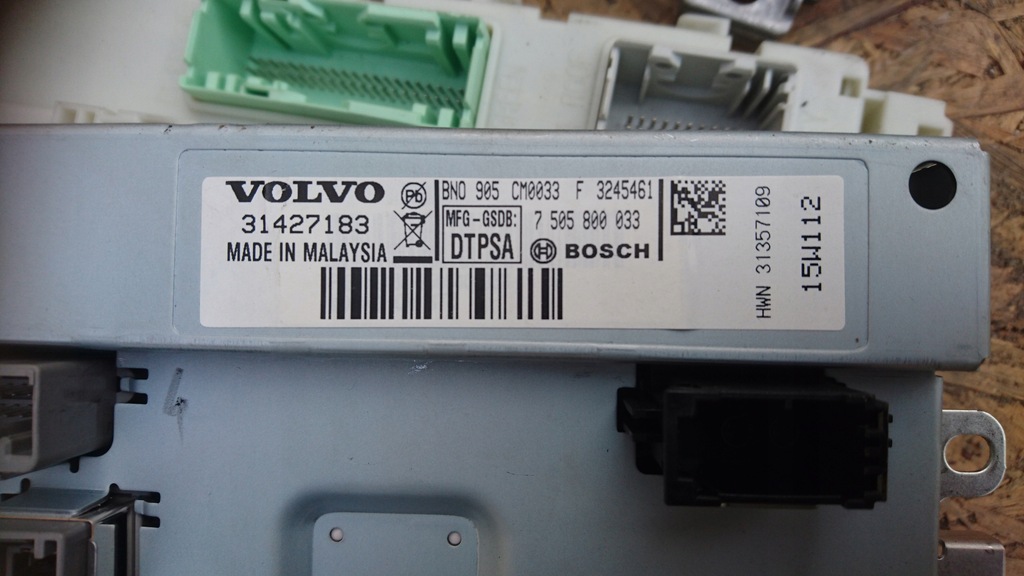 VOLVO
31427183
MADE IN MALAYSIA
Pb
BNO 905 CM0033 F 3245461
MFG-GSDB: 7 505 800 033
DTPSA BOSCH
HWN 31357109
15W112